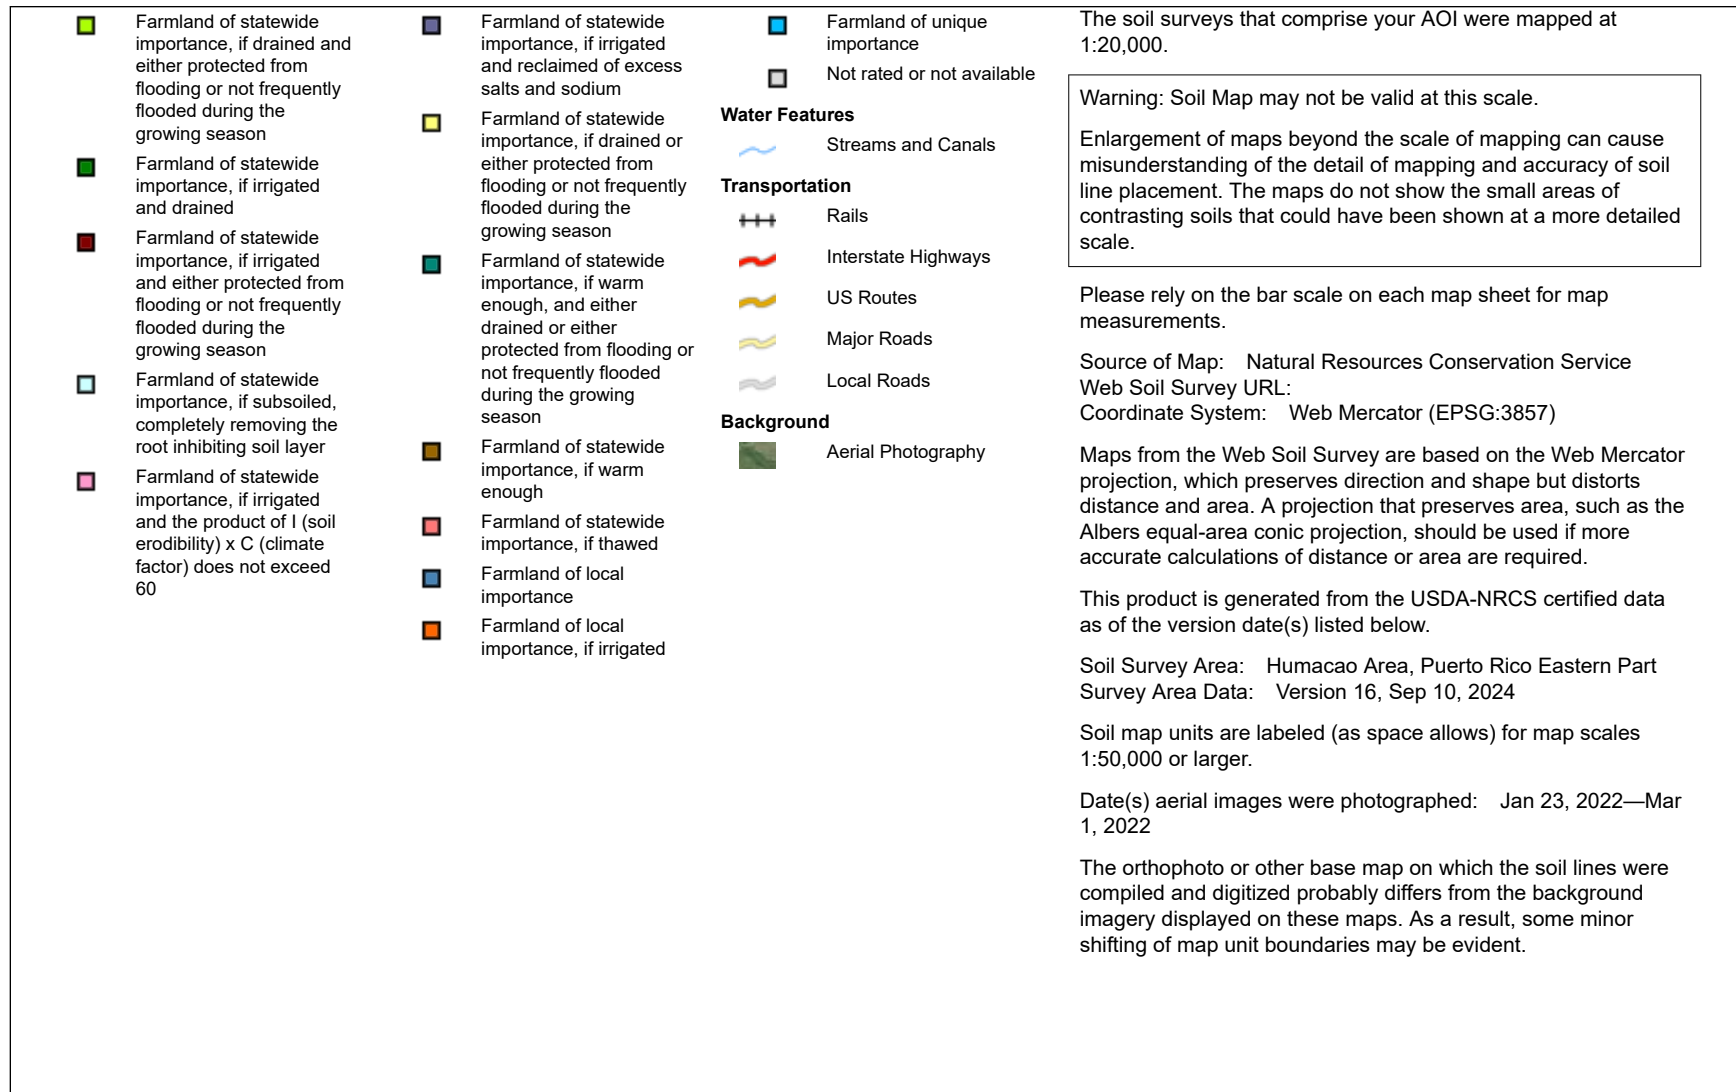 Farmland of statewide
importance, if drained and
either protected from
flooding or not frequently
flooded during the
growing season
Farmland of statewide
importance, if irrigated
and drained
Farmland of statewide
importance, if irrigated
and either protected from
flooding or not frequently
flooded during the
growing season
Farmland of statewide
importance, if subsoiled,
completely removing the
root inhibiting soil layer
Farmland of statewide
importance, if irrigated
and the product of I (soil
erodibility) x C (climate
factor) does not exceed
60
Farmland of statewide
importance, if irrigated
and reclaimed of excess
salts and sodium
Farmland of statewide
importance, if drained or
either protected from
flooding or not frequently
flooded during the
growing season
Farmland of statewide
importance, if warm
enough, and either
drained or either
protected from flooding or
not frequently flooded
during the growing
season
Farmland of statewide
importance, if warm
enough
Farmland of statewide
importance, if thawed
Farmland of local
importance
Farmland of local
importance, if irrigated
Farmland of unique
importance
Not rated or not available
Water Features
Streams and Canals
Transportation
Rails
Interstate Highways
US Routes
Major Roads
Local Roads
Background
Aerial Photography
The soil surveys that comprise your AOI were mapped at
1:20,000.
Warning: Soil Map may not be valid at this scale.
Enlargement of maps beyond the scale of mapping can cause
misunderstanding of the detail of mapping and accuracy of soil
line placement. The maps do not show the small areas of
contrasting soils that could have been shown at a more detailed
scale.
Please rely on the bar scale on each map sheet for map
measurements.
Source of Map: Natural Resources Conservation Service
Web Soil Survey URL:
Coordinate System: Web Mercator (EPSG:3857)
Maps from the Web Soil Survey are based on the Web Mercator
projection, which preserves direction and shape but distorts
distance and area. A projection that preserves area, such as the
Albers equal-area conic projection, should be used if more
accurate calculations of distance or area are required.
This product is generated from the USDA-NRCS certified data
as of the version date(s) listed below.
Soil Survey Area: Humacao Area, Puerto Rico Eastern Part
Survey Area Data: Version 16, Sep 10, 2024
Soil map units are labeled (as space allows) for map scales
1:50,000 or larger.
Date(s) aerial images were photographed: Jan 23, 2022—Mar
1, 2022
The orthophoto or other base map on which the soil lines were
compiled and digitized probably differs from the background
imagery displayed on these maps. As a result, some minor
shifting of map unit boundaries may be evident.